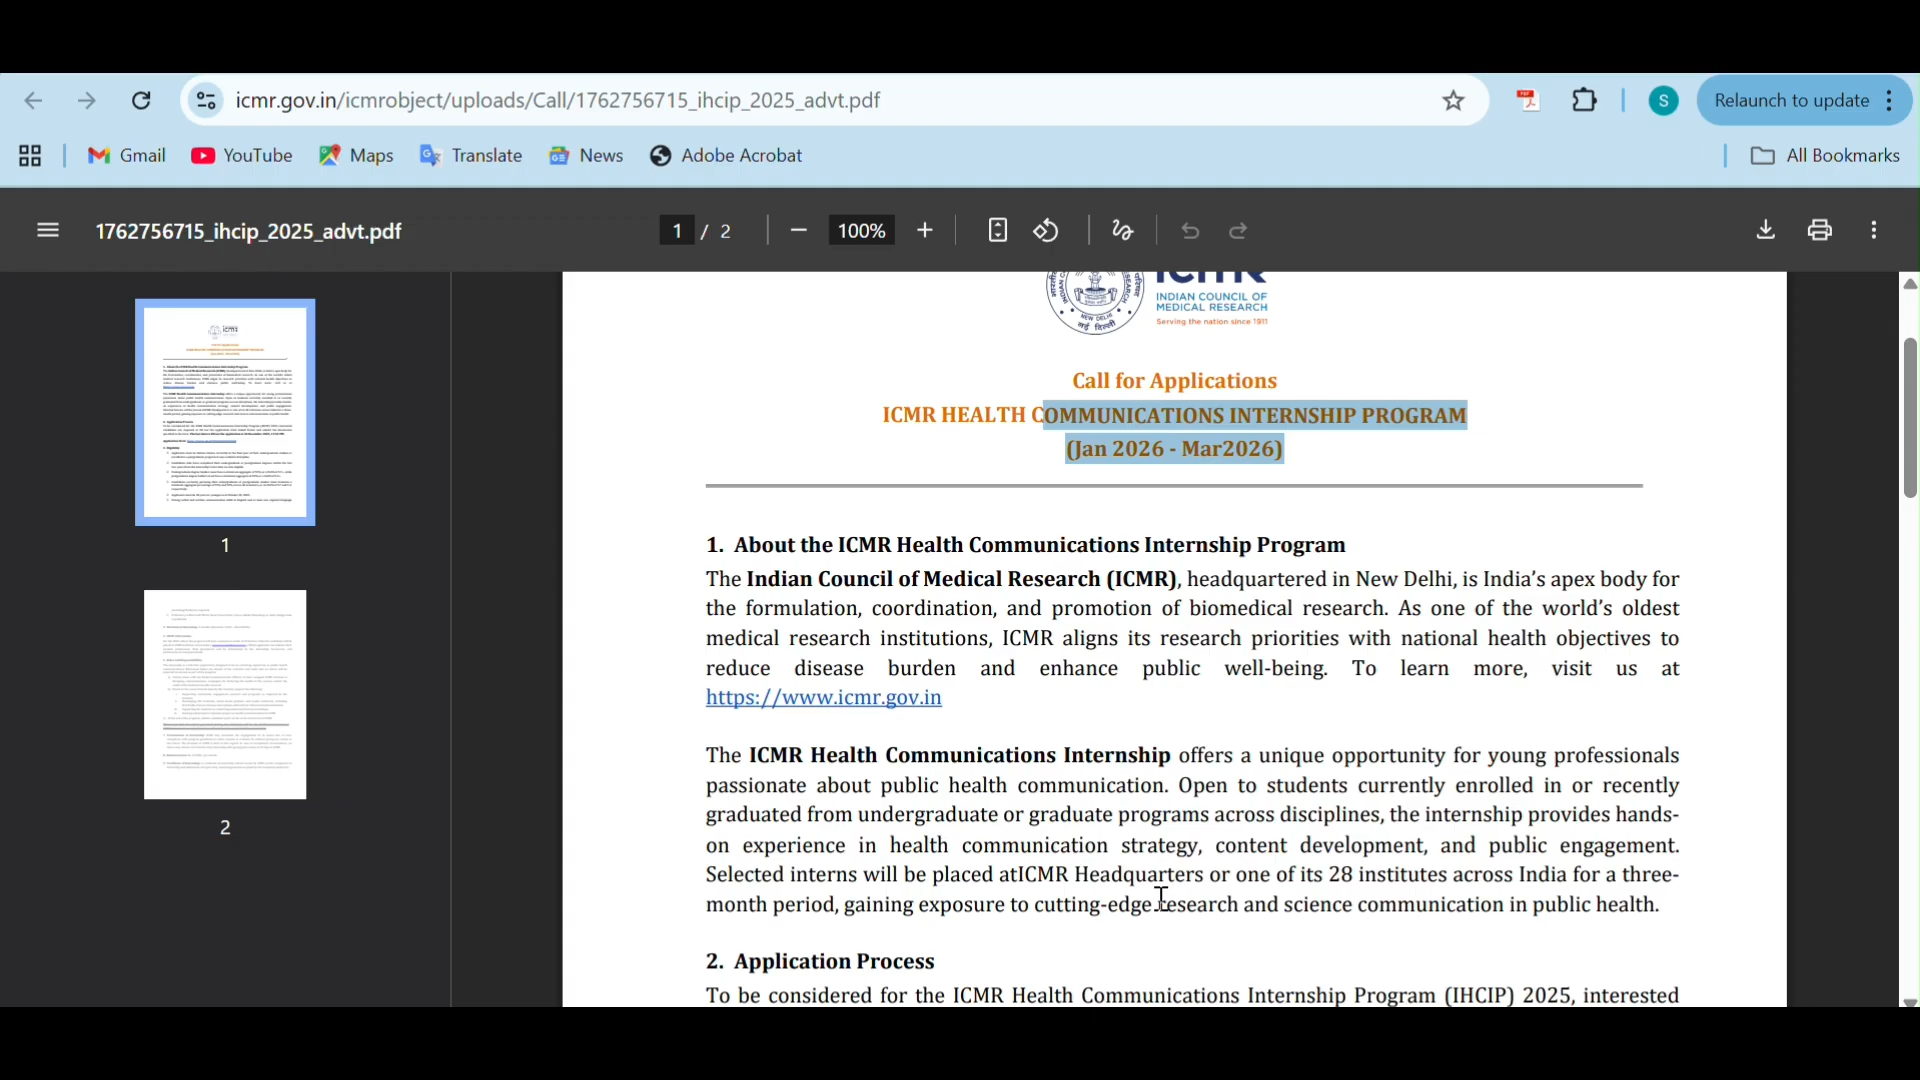 icmr.gov.in/icmrobject/uploads/Call/1762756715_ihcip_2025_advt.pdf
S
Relaunch to update
Gmail
YouTube
Maps
Translate
News
Adobe Acrobat
All Bookmarks
1762756715_ihcip_2025_advt.pdf
1 / 2
100%
1
2
INDIAN COUNCIL OF
MEDICAL RESEARCH
Serving the nation since 1911
Call for Applications
ICMR HEALTH COMMUNICATIONS INTERNSHIP PROGRAM
(Jan 2026 - Mar2026)
1. About the ICMR Health Communications Internship Program
The Indian Council of Medical Research (ICMR), headquartered in New Delhi, is India’s apex body for
the formulation, coordination, and promotion of biomedical research. As one of the world’s oldest
medical research institutions, ICMR aligns its research priorities with national health objectives to
reduce disease burden and enhance public well-being. To learn more, visit us at
https://www.icmr.gov.in
The ICMR Health Communications Internship offers a unique opportunity for young professionals
passionate about public health communication. Open to students currently enrolled in or recently
graduated from undergraduate or graduate programs across disciplines, the internship provides hands-
on experience in health communication strategy, content development, and public engagement.
Selected interns will be placed atICMR Headquarters or one of its 28 institutes across India for a three-
month period, gaining exposure to cutting-edge research and science communication in public health.
2. Application Process
To be considered for the ICMR Health Communications Internship Program (IHCIP) 2025, interested